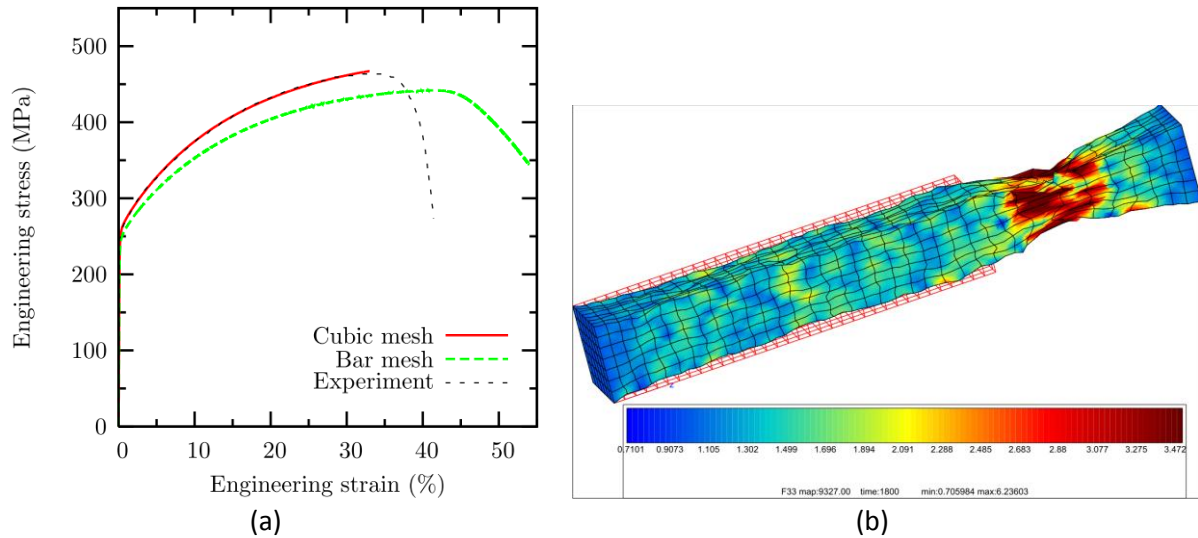 500
400
300
200
100
0
Engineering stress (MPa)
Cubic mesh
Bar mesh
Experiment
0 10 20 30 40 50
Engineering strain (%)
(a)
z
0.7101 0.9073 1.105 1.302 1.499 1.696 1.894 2.091 2.288 2.485 2.683 2.88 3.077 3.275 3.472
F33 map:9327.00 time:1800 min:0.705984 max:6.23603
(b)